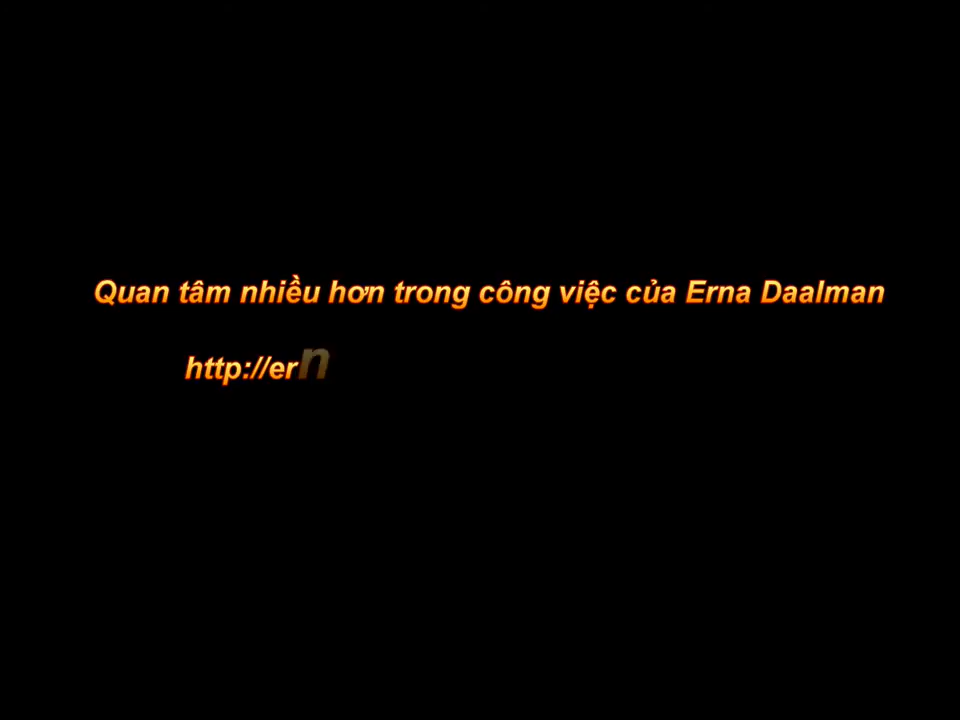 Quan tâm nhiều hơn trong công việc của Erna Daalman
http://ern